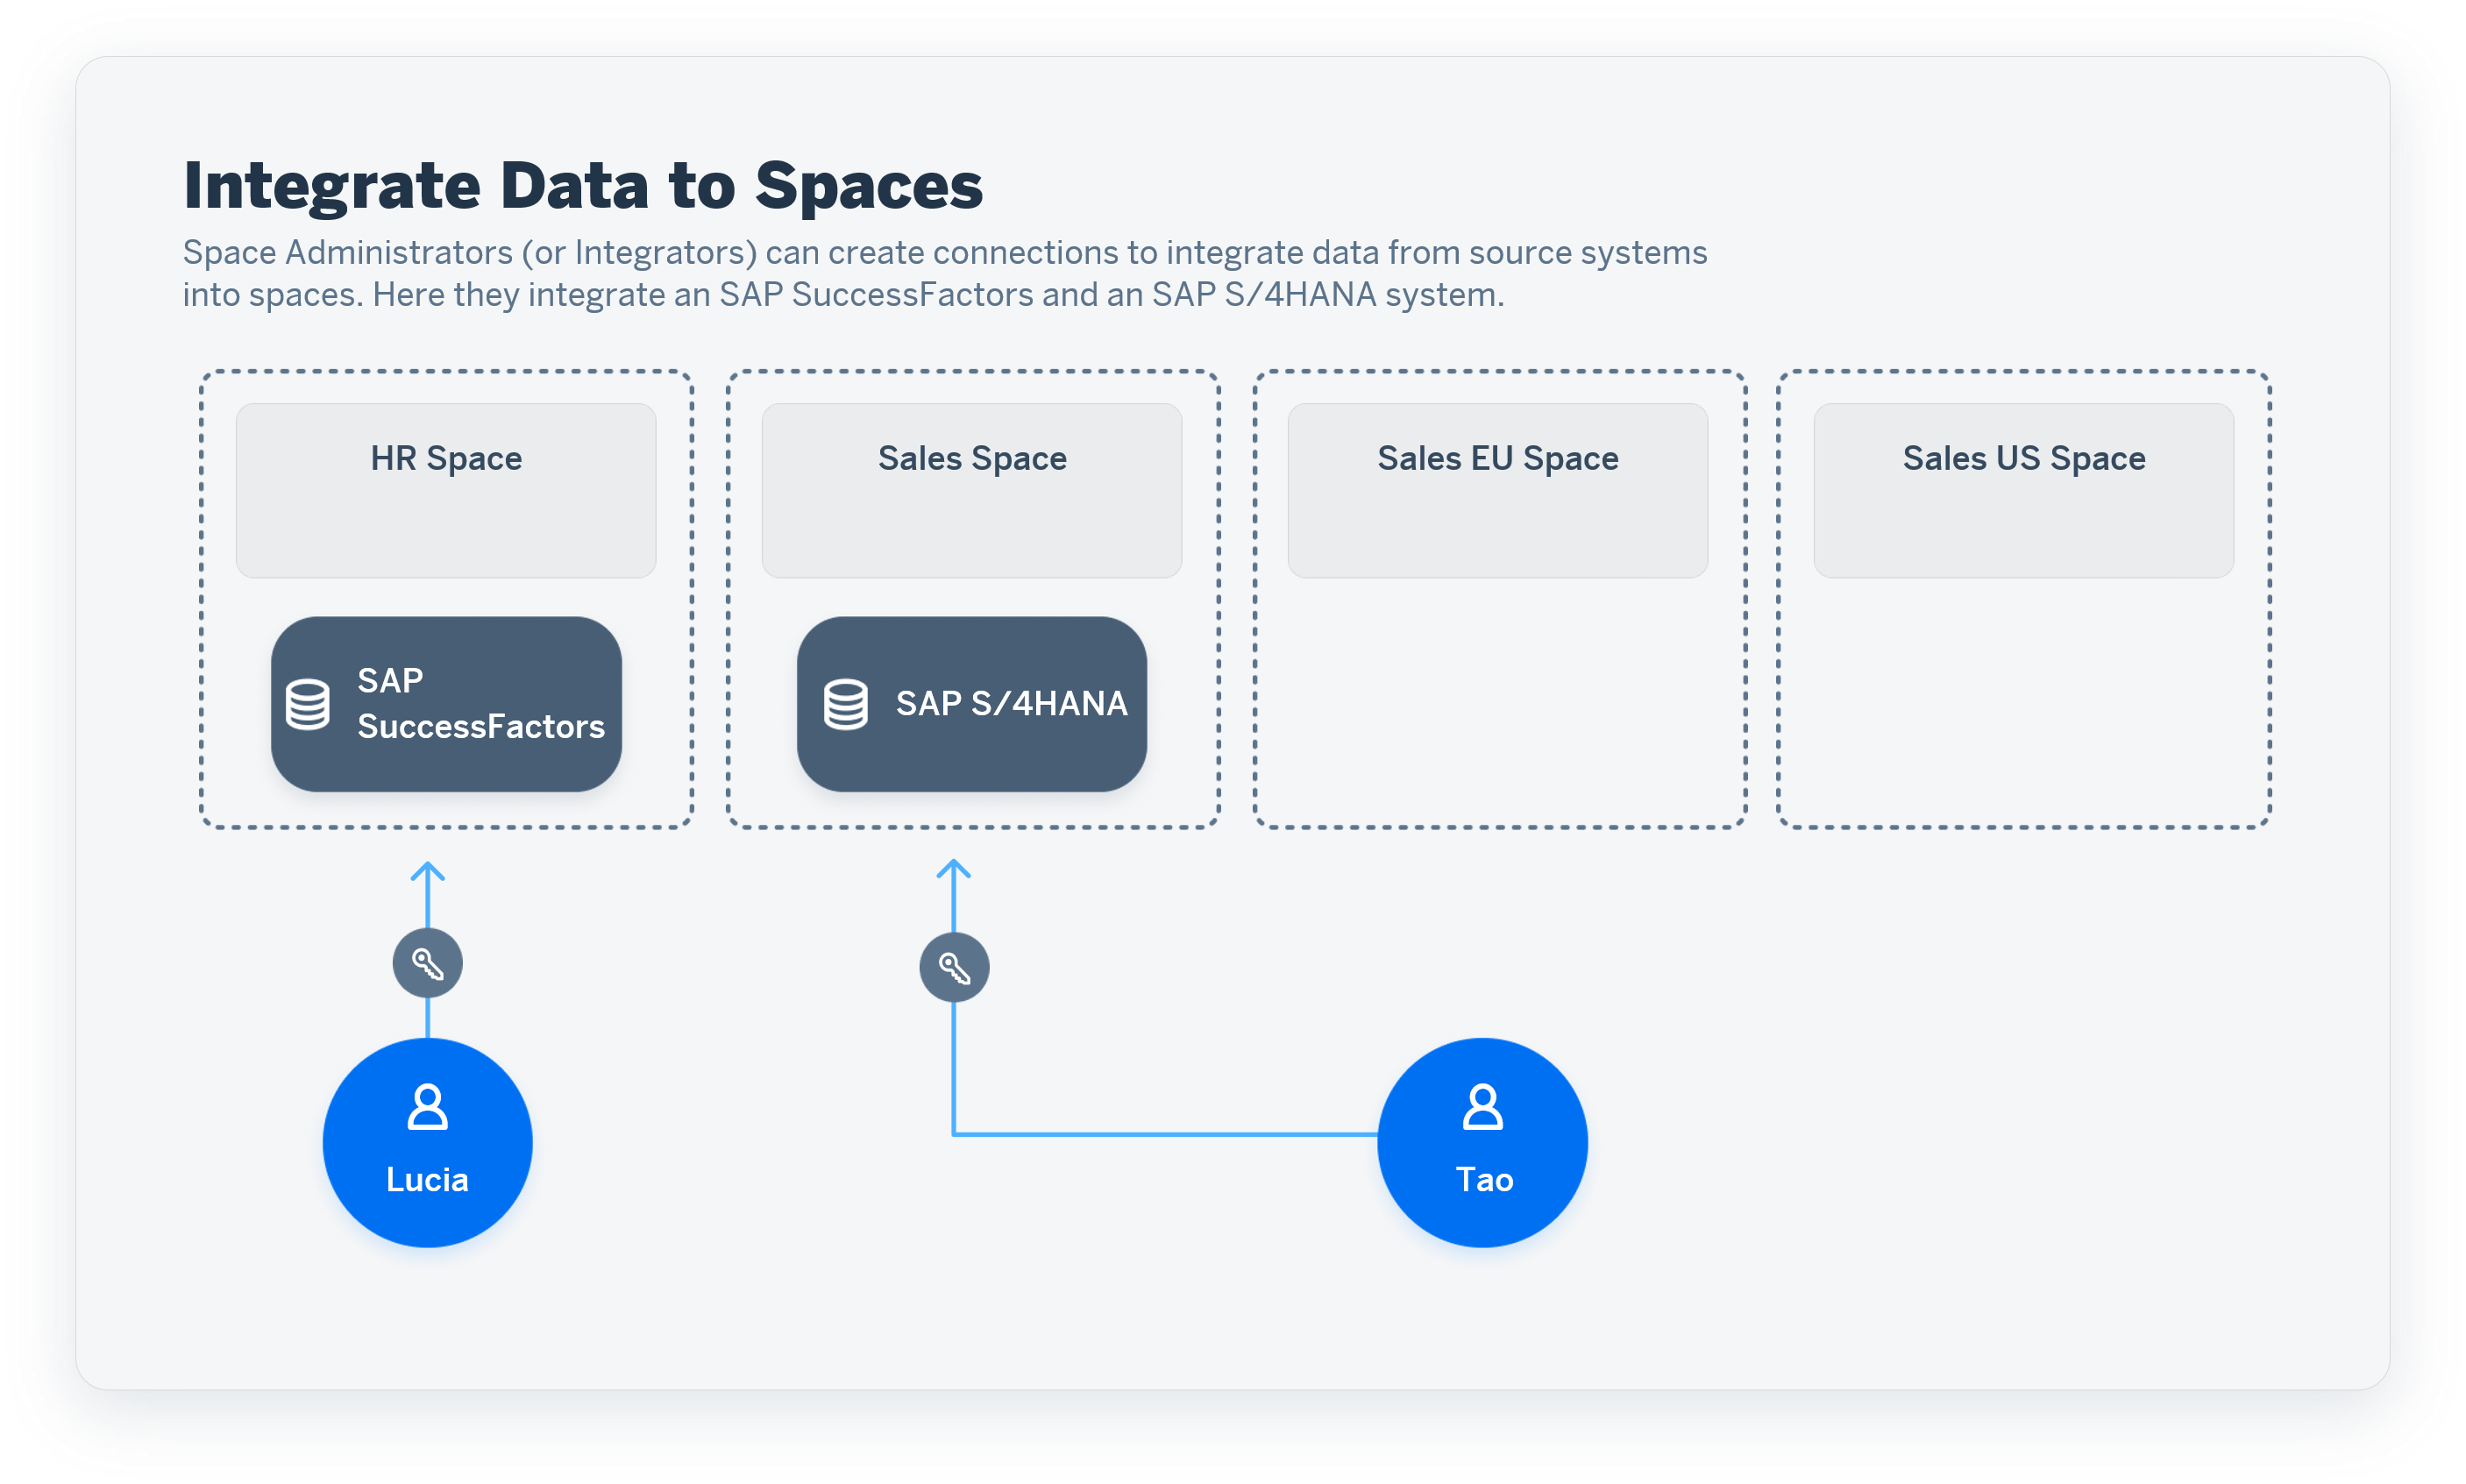 Integrate Data to Spaces
Space Administrators (or Integrators) can create connections to integrate data from source systems
into spaces. Here they integrate an SAP SuccessFactors and an SAP S/4HANA system.
HR Space
Sales Space
Sales EU Space
Sales US Space
SAP
SuccessFactors
SAP S/4HANA
Lucia
Tao